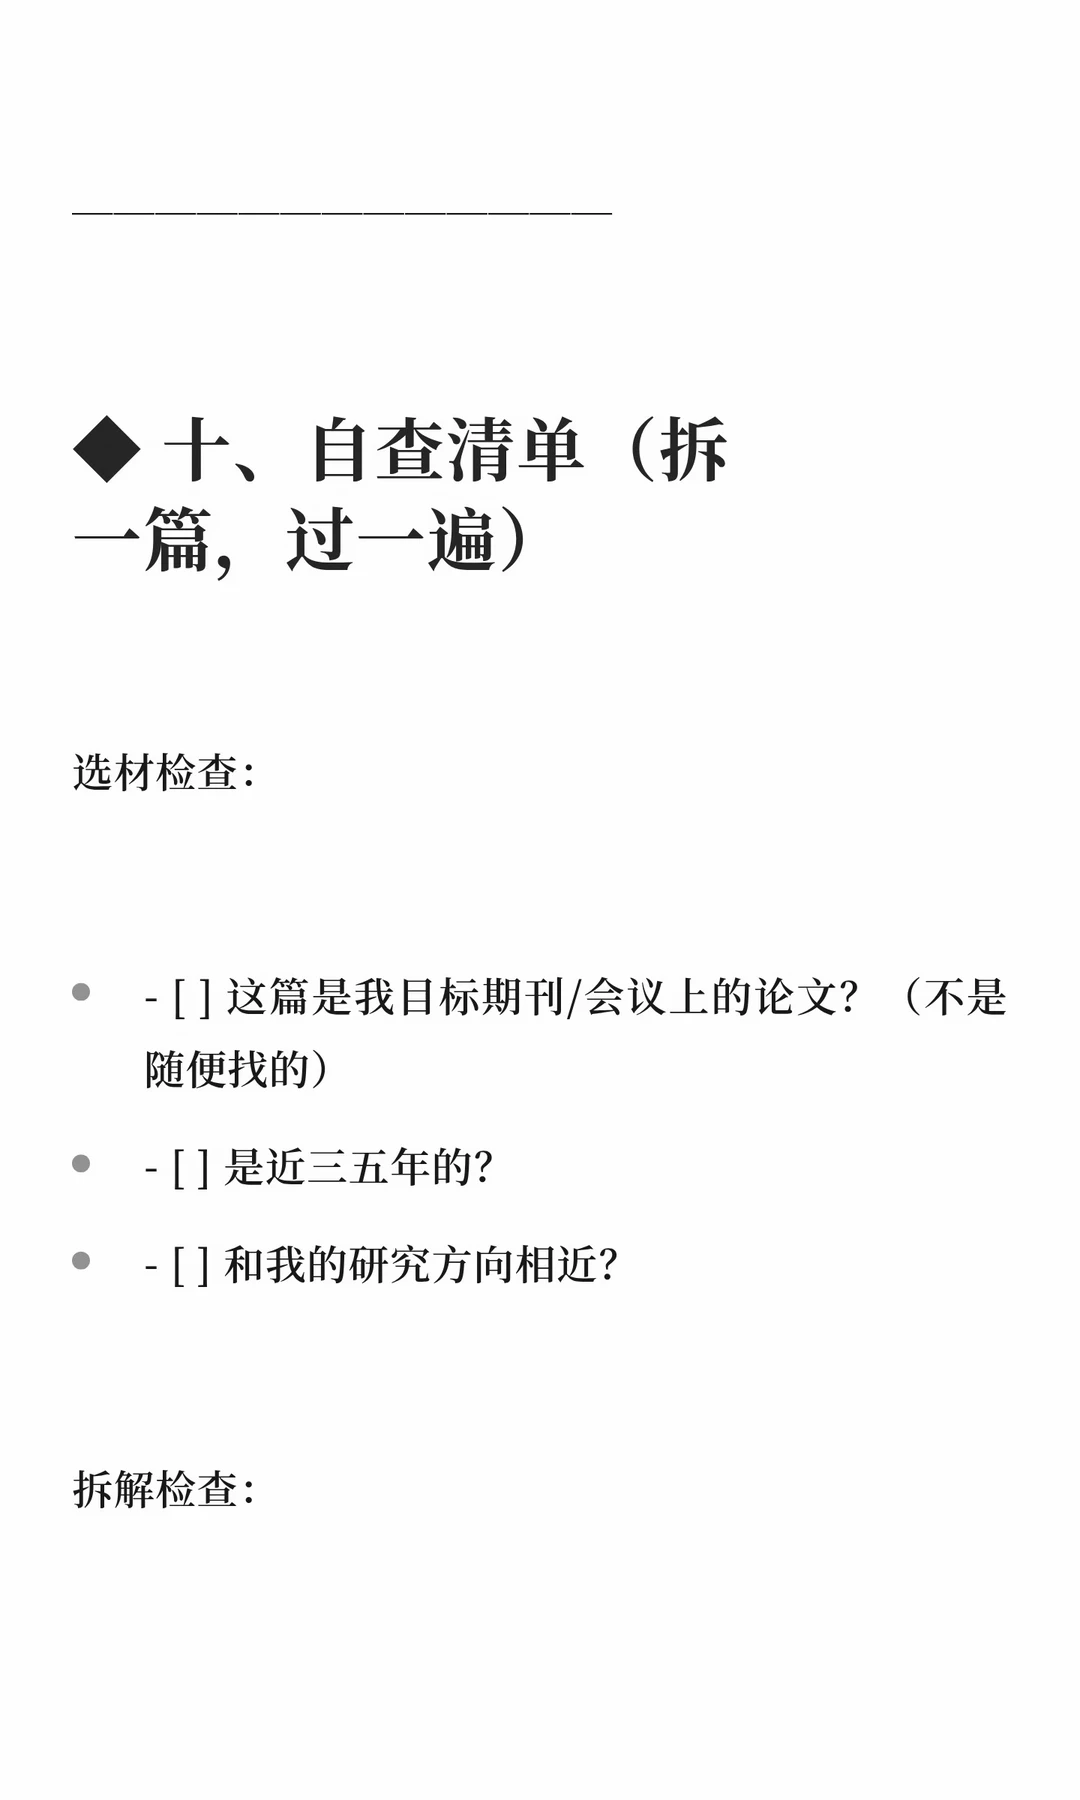 —————————————
◆ 十、自查清单（拆
一篇，过一遍）
选材检查：
- [ ] 这篇是我目标期刊/会议上的论文？（不是
随便找的）
- [ ] 是近三五年的？
- [ ] 和我的研究方向相近？
拆解检查：